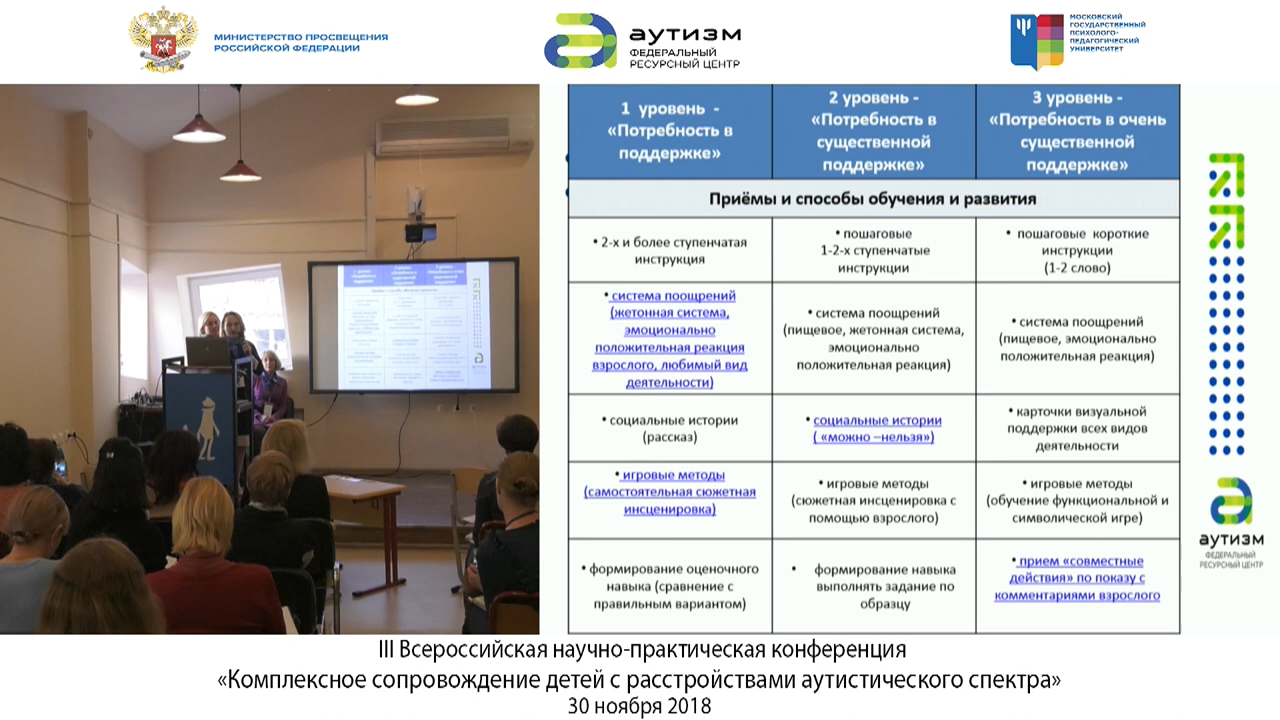 МИНИСТЕРСТВО ПРОСВЕЩЕНИЯ
РОССИЙСКОЙ ФЕДЕРАЦИИ
аутизм
ФЕДЕРАЛЬНЫЙ
РЕСУРСНЫЙ ЦЕНТР
МОСКОВСКИЙ
ГОСУДАРСТВЕННЫЙ
ПСИХОЛОГО-
ПЕДАГОГИЧЕСКИЙ
УНИВЕРСИТЕТ
1 уровень -
«Потребность в
поддержке»
2 уровень -
«Потребность в
существенной
поддержке»
3 уровень -
«Потребность в очень
существенной
поддержке»
Приёмы и способы обучения и развития
• 2-х и более ступенчатая
инструкция
• пошаговые
1-2-х ступенчатые
инструкции
• пошаговые короткие
инструкции
(1-2 слово)
• система поощрений
(жетонная система,
эмоционально
положительная реакция
взрослого, любимый вид
деятельности)
• система поощрений
(пищевое, жетонная система,
эмоционально
положительная реакция)
• система поощрений
(пищевое, эмоционально
положительная реакция)
• социальные истории
(рассказ)
• социальные истории
( «можно –нельзя»)
• карточки визуальной
поддержки всех видов
деятельности
• игровые методы
(самостоятельная сюжетная
инсценировка)
• игровые методы
(сюжетная инсценировка с
помощью взрослого)
• игровые методы
(обучение функциональной и
символической игре)
• формирование оценочного
навыка (сравнение с
правильным вариантом)
• формирование навыка
выполнять задание по
образцу
• прием «совместные
действия» по показу с
комментариями взрослого
аутизм
ФЕДЕРАЛЬНЫЙ
РЕСУРСНЫЙ ЦЕНТР
III Всероссийская научно-практическая конференция
«Комплексное сопровождение детей с расстройствами аутистического спектра»
30 ноября 2018